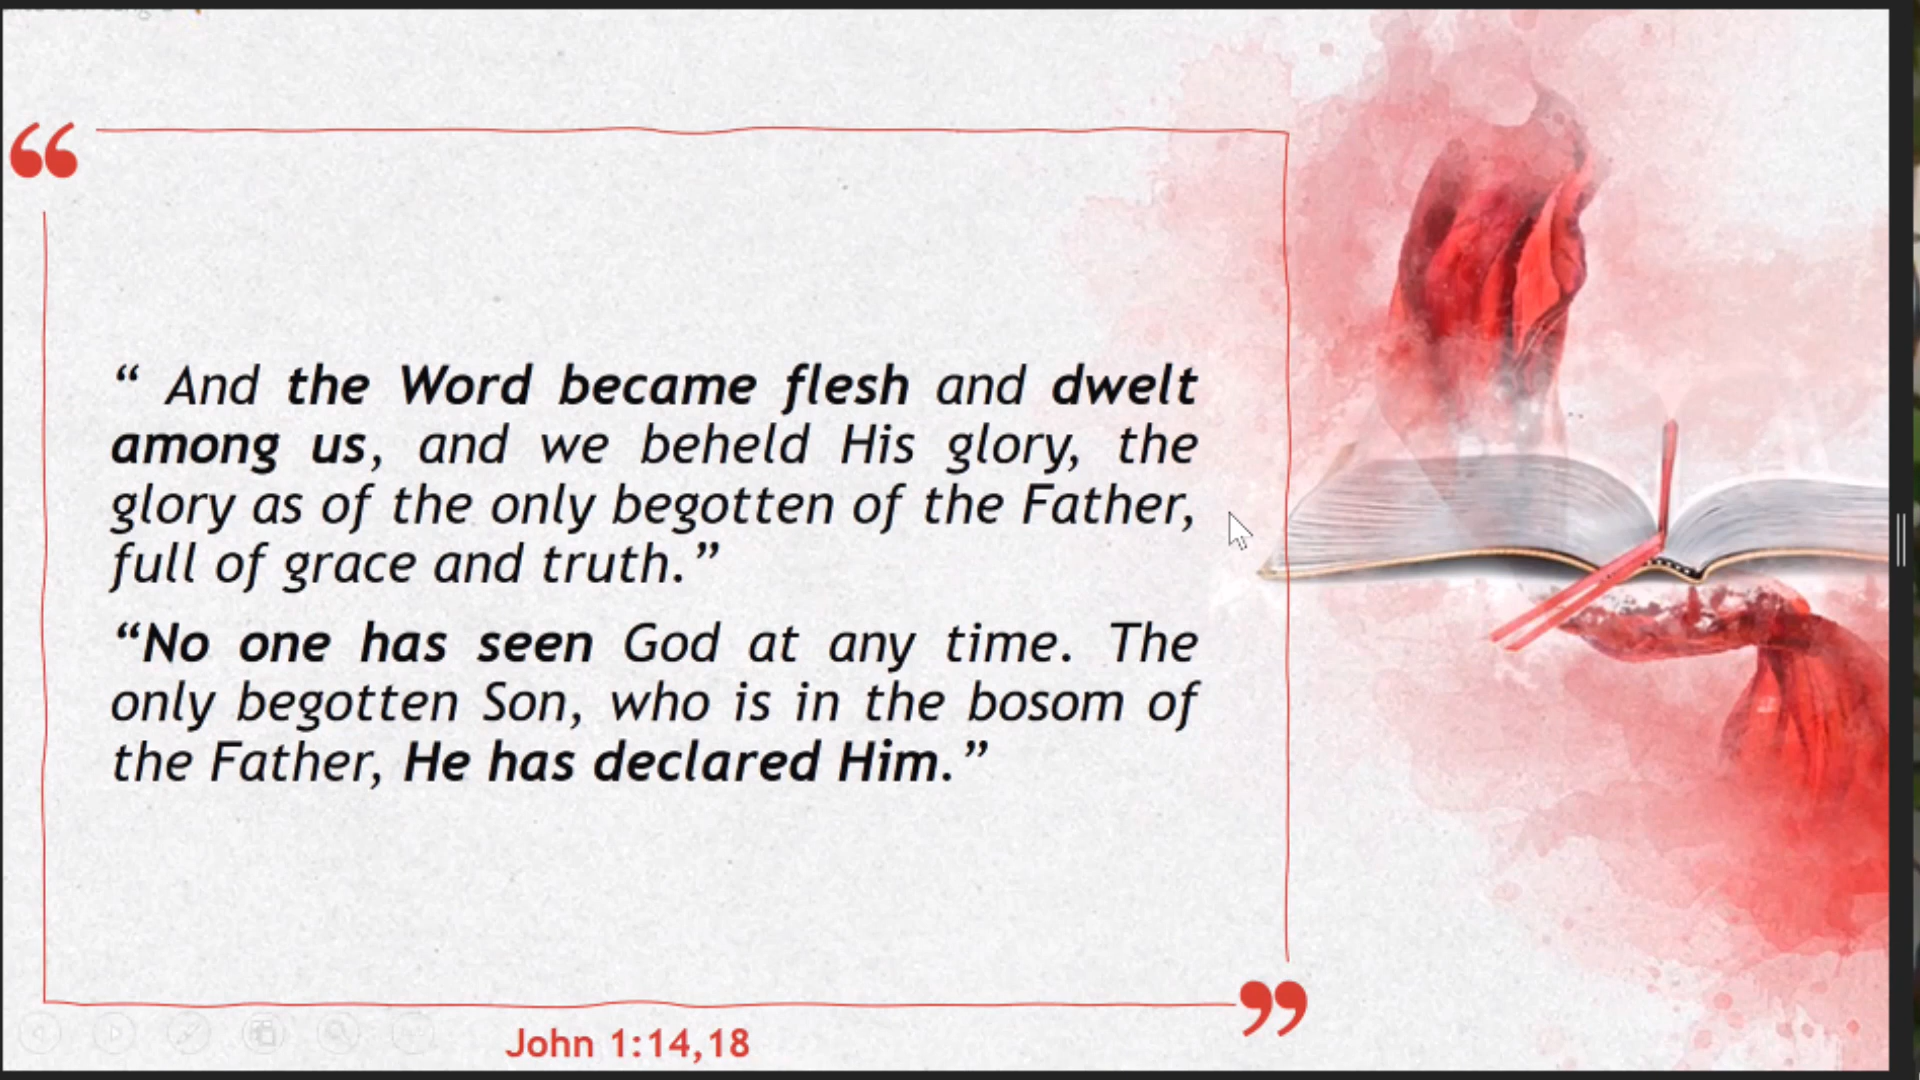 “ And the Word became flesh and dwelt
among us, and we beheld His glory, the
glory as of the only begotten of the Father,
full of grace and truth.”
“No one has seen God at any time. The
only begotten Son, who is in the bosom of
the Father, He has declared Him.”
John 1:14,18